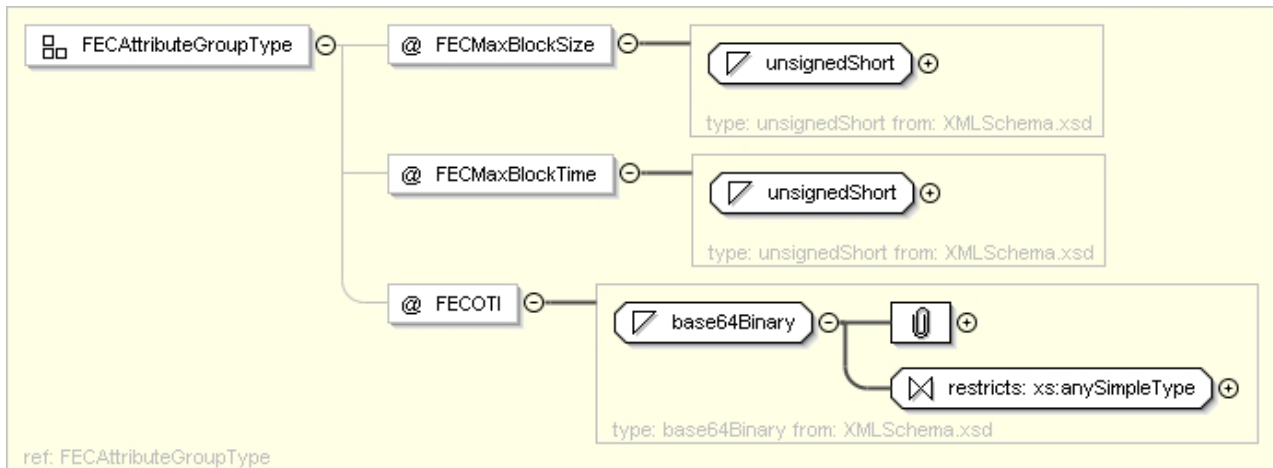 FECAttributeGroupType
@ FECMaxBlockSize
unsignedShort
type: unsignedShort from: XMLSchema.xsd
@ FECMaxBlockTime
unsignedShort
type: unsignedShort from: XMLSchema.xsd
@ FECOTI
base64Binary
restricts: xs:anySimpleType
type: base64Binary from: XMLSchema.xsd
ref: FECAttributeGroupType